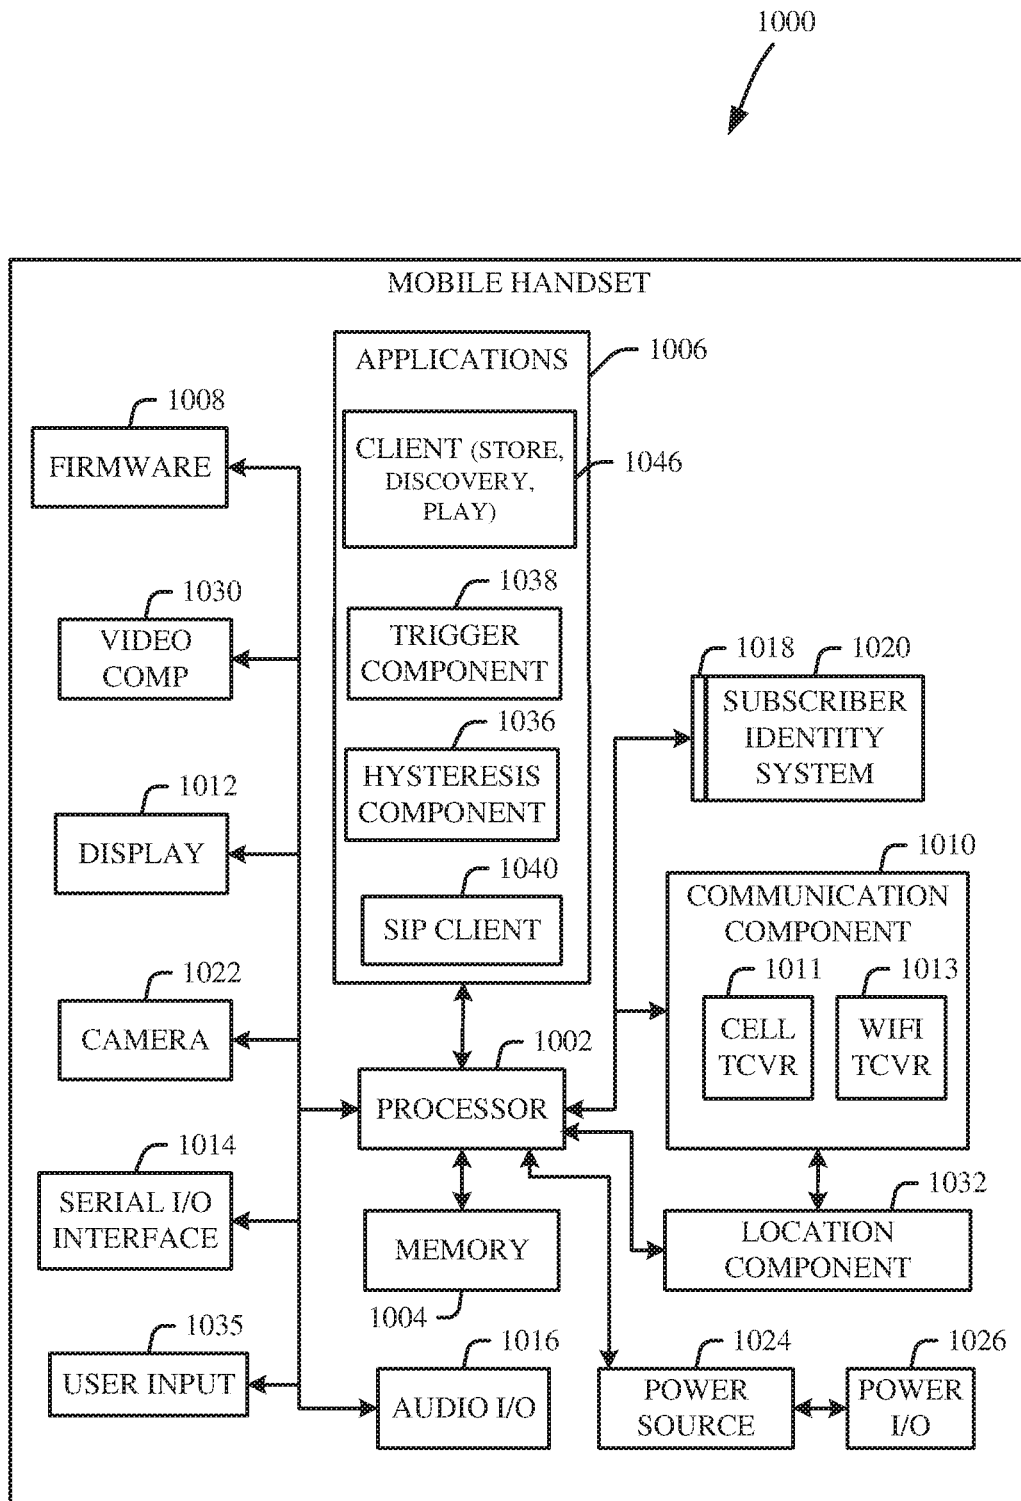 1000
MOBILE HANDSET
APPLICATIONS
1006
CLIENT (STORE,
DISCOVERY,
PLAY)
1046
1038
TRIGGER
COMPONENT
1036
HYSTERESIS
COMPONENT
1040
SIP CLIENT
1008
FIRMWARE
1030
VIDEO
COMP
1012
DISPLAY
1022
CAMERA
1014
SERIAL I/O
INTERFACE
1035
USER INPUT
1002
PROCESSOR
MEMORY
1004
1016
AUDIO I/O
1018
1020
SUBSCRIBER
IDENTITY
SYSTEM
1010
COMMUNICATION
COMPONENT
1011
CELL
TCVR
1013
WIFI
TCVR
1032
LOCATION
COMPONENT
1024
POWER
SOURCE
1026
POWER
I/O